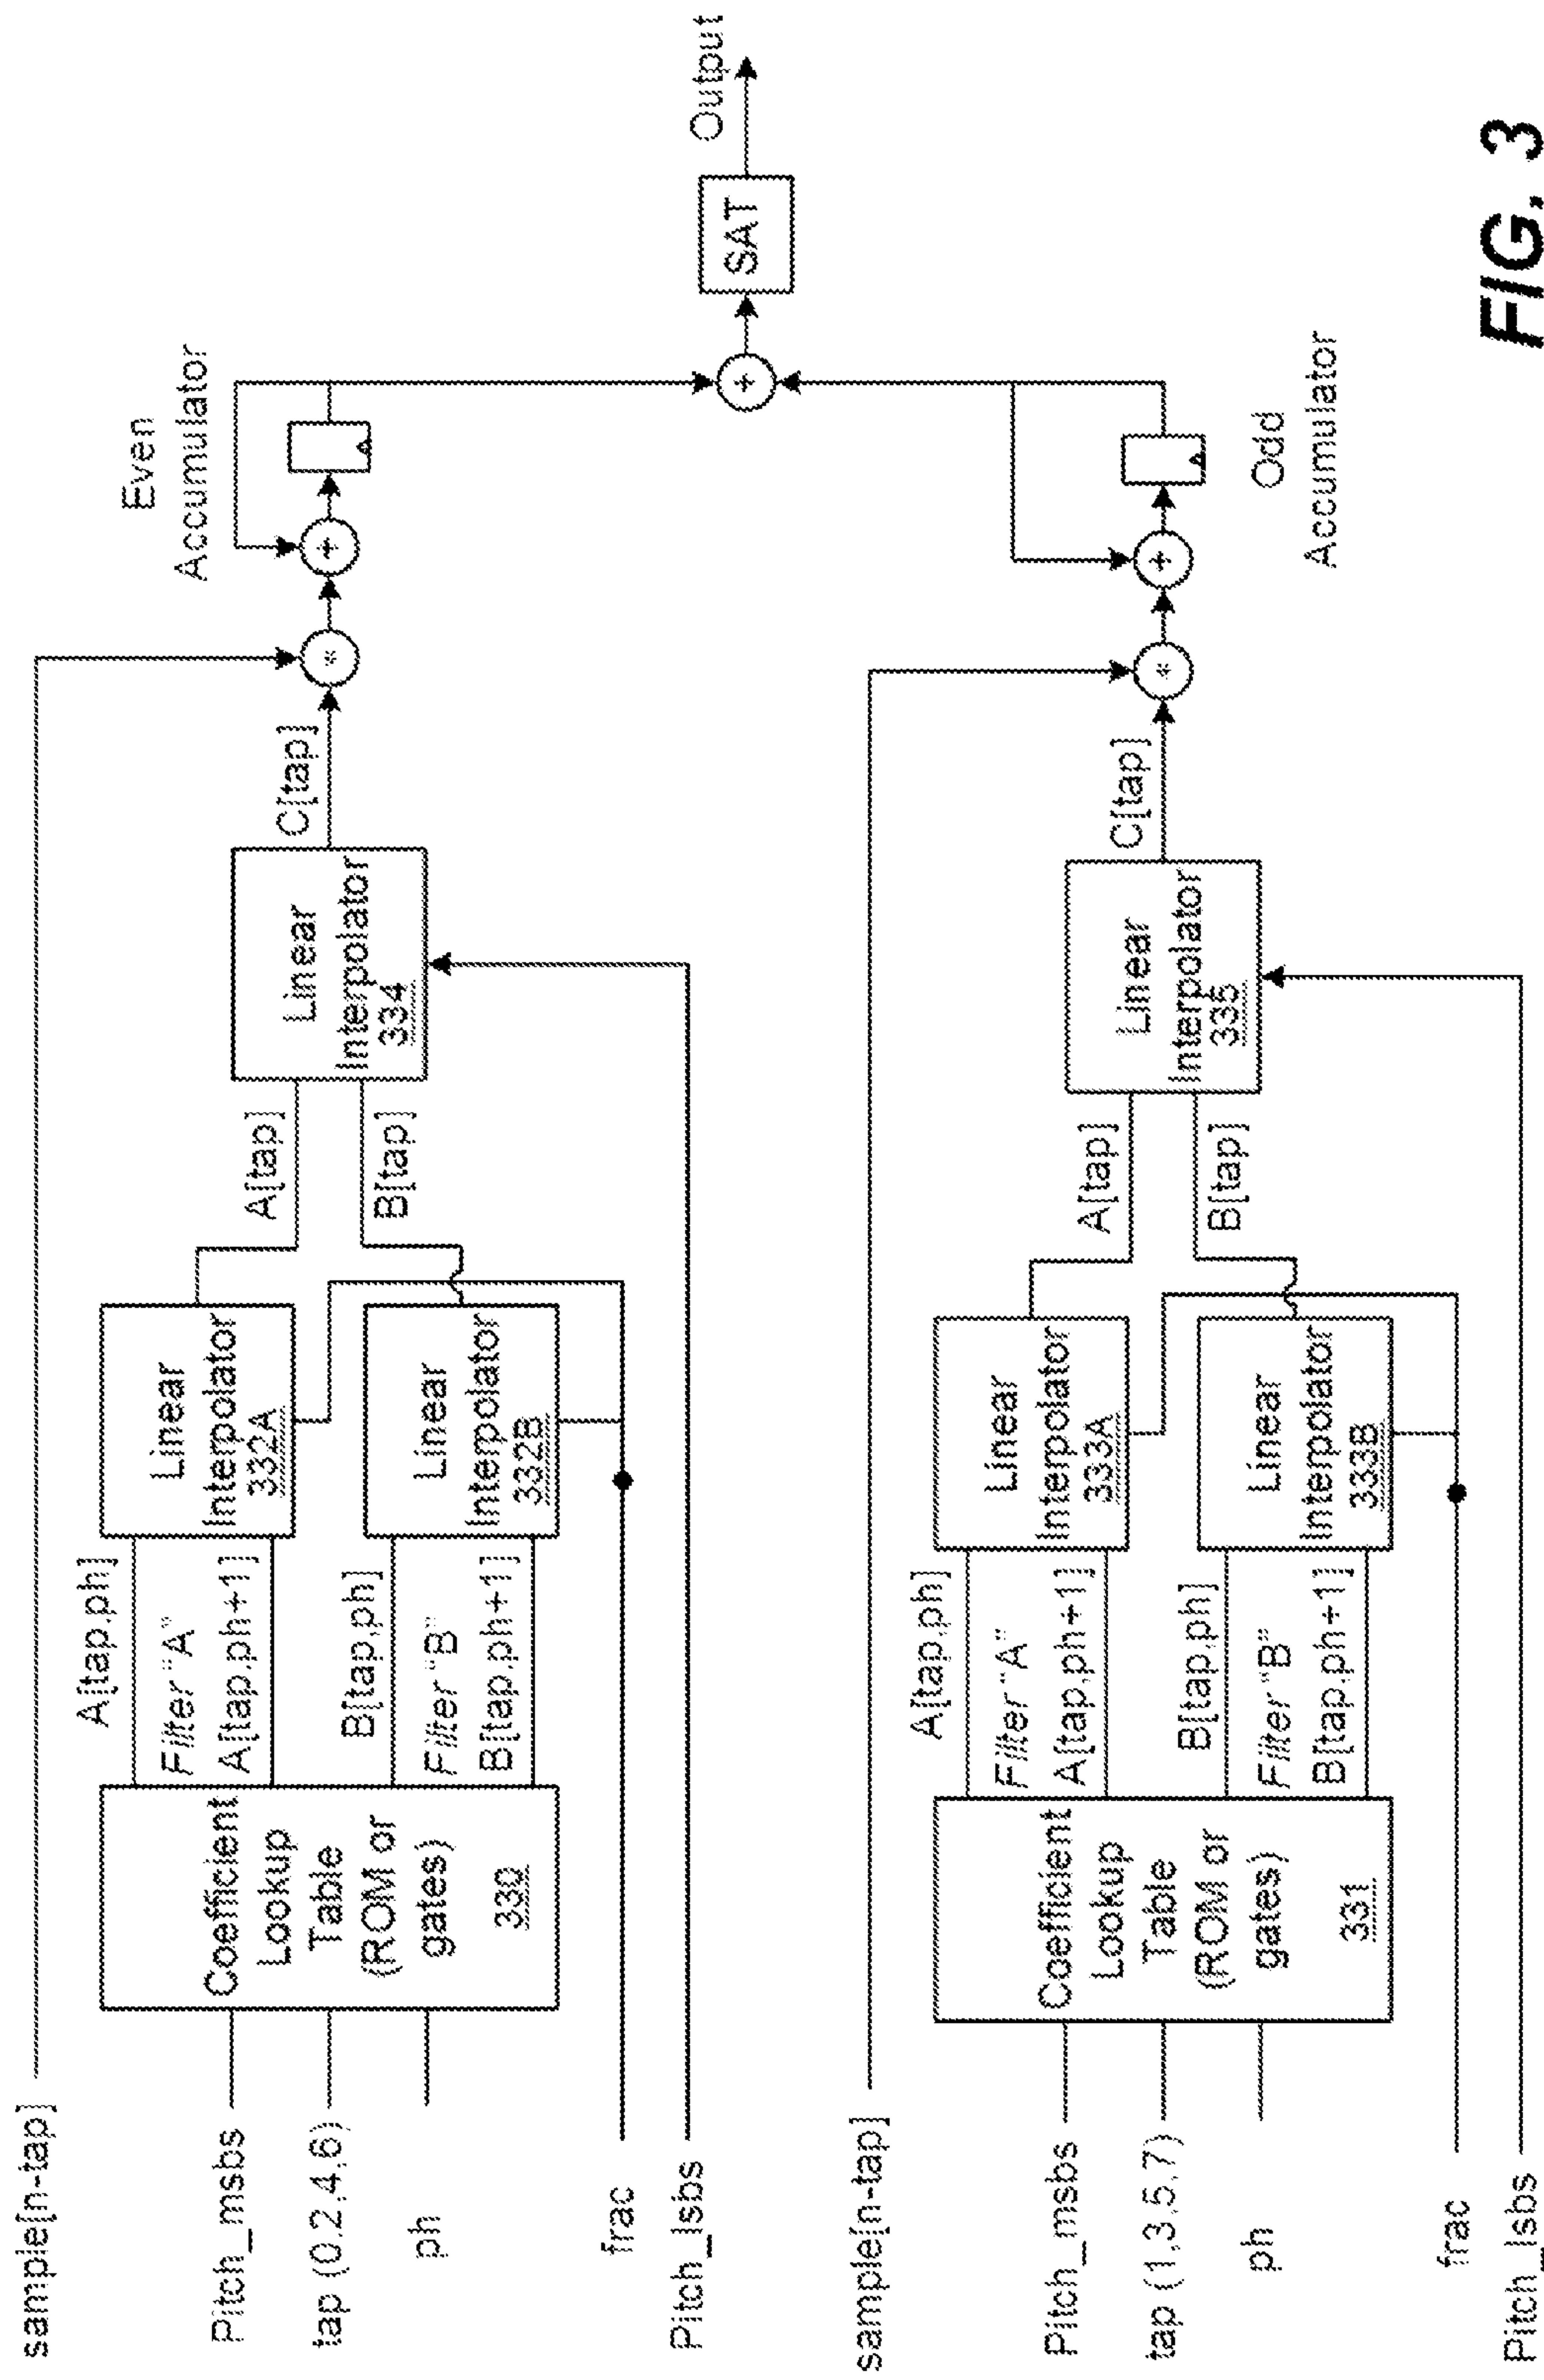 sample[n-tap]
Pitch_msbs
tap (0,2,4,6)
ph
frac
Pitch_lsbs
Coefficient
Lookup
Table
(ROM or
gates)
330
A[tap,ph]
Filter "A"
A[tap,ph+1]
B[tap,ph]
Filter "B"
B[tap,ph+1]
Linear
Interpolator
332A
Linear
Interpolator
332B
A[tap]
B[tap]
Linear
Interpolator
334
C[tap]
*
+
Even
Accumulator
+
SAT
Output
sample[n-tap]
Pitch_msbs
tap (1,3,5,7)
ph
frac
Pitch_lsbs
Coefficient
Lookup
Table
(ROM or
gates)
331
A[tap,ph]
Filter "A"
A[tap,ph+1]
B[tap,ph]
Filter "B"
B[tap,ph+1]
Linear
Interpolator
333A
Linear
Interpolator
333B
A[tap]
B[tap]
Linear
Interpolator
335
C[tap]
*
+
Odd
Accumulator
FIG. 3